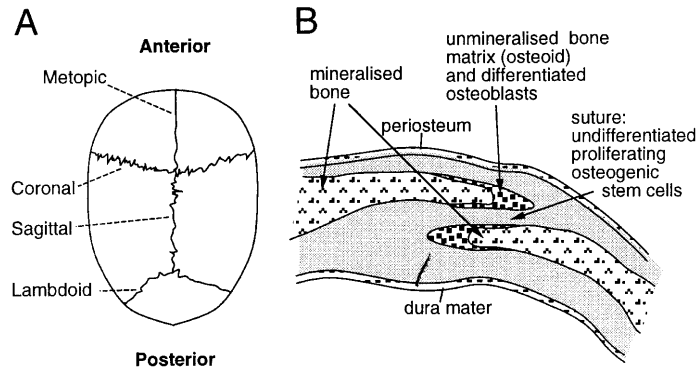 A
Anterior
Metopic
Coronal
Sagittal
Lambdoid
Posterior
B
mineralised
bone
unmineralised bone
matrix (osteoid)
and differentiated
osteoblasts
periosteum
suture:
undifferentiated
proliferating
osteogenic
stem cells
dura mater